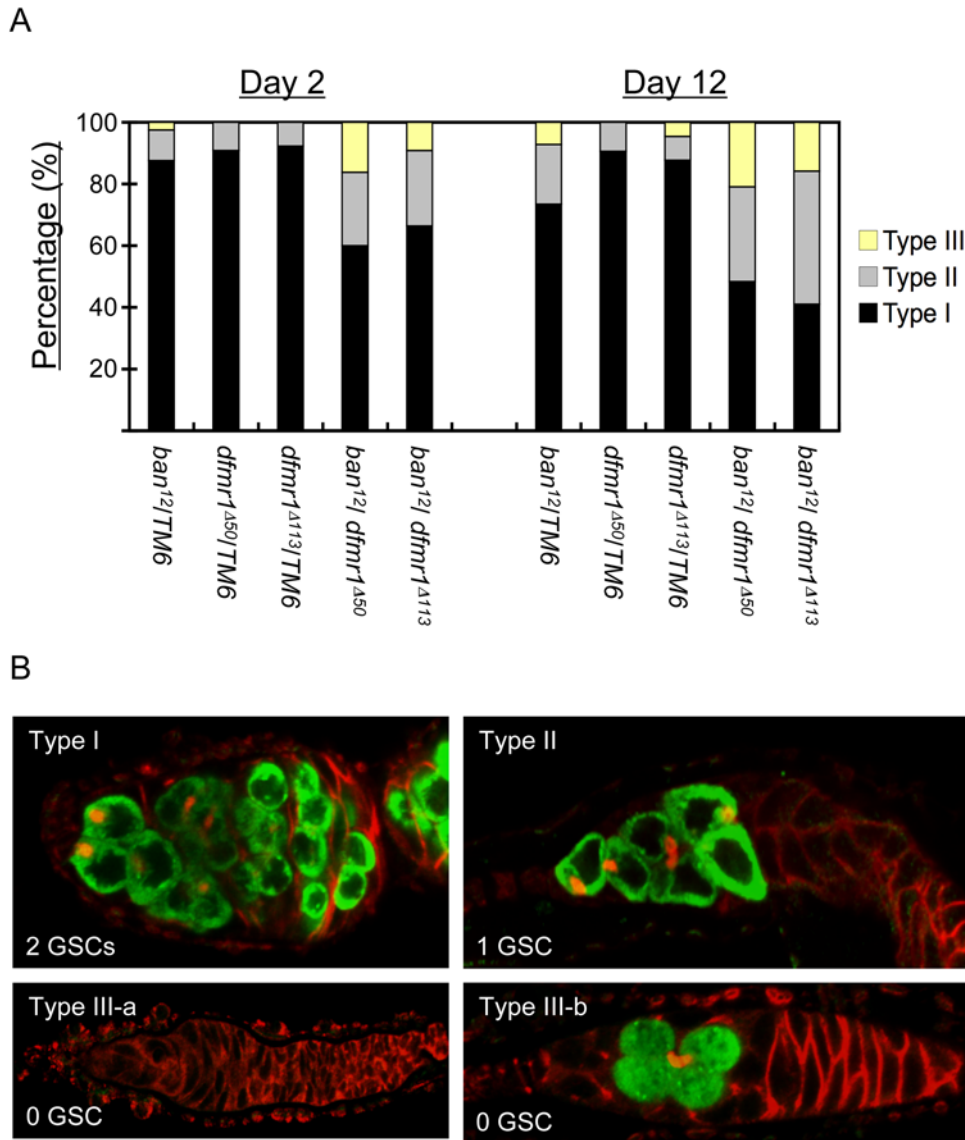 A
Day 2
Day 12
Percentage (%)
100
80
60
40
20
Type III
Type II
Type I
ban¹²/TM6
dfmr1Δ⁵⁰/TM6
dfmr1Δ¹¹³/TM6
ban¹²/ dfmr1Δ⁵⁰
ban¹²/ dfmr1Δ¹¹³
ban¹²/TM6
dfmr1Δ⁵⁰/TM6
dfmr1Δ¹¹³/TM6
ban¹²/ dfmr1Δ⁵⁰
ban¹²/ dfmr1Δ¹¹³
B
Type I
2 GSCs
Type II
1 GSC
Type III-a
0 GSC
Type III-b
0 GSC